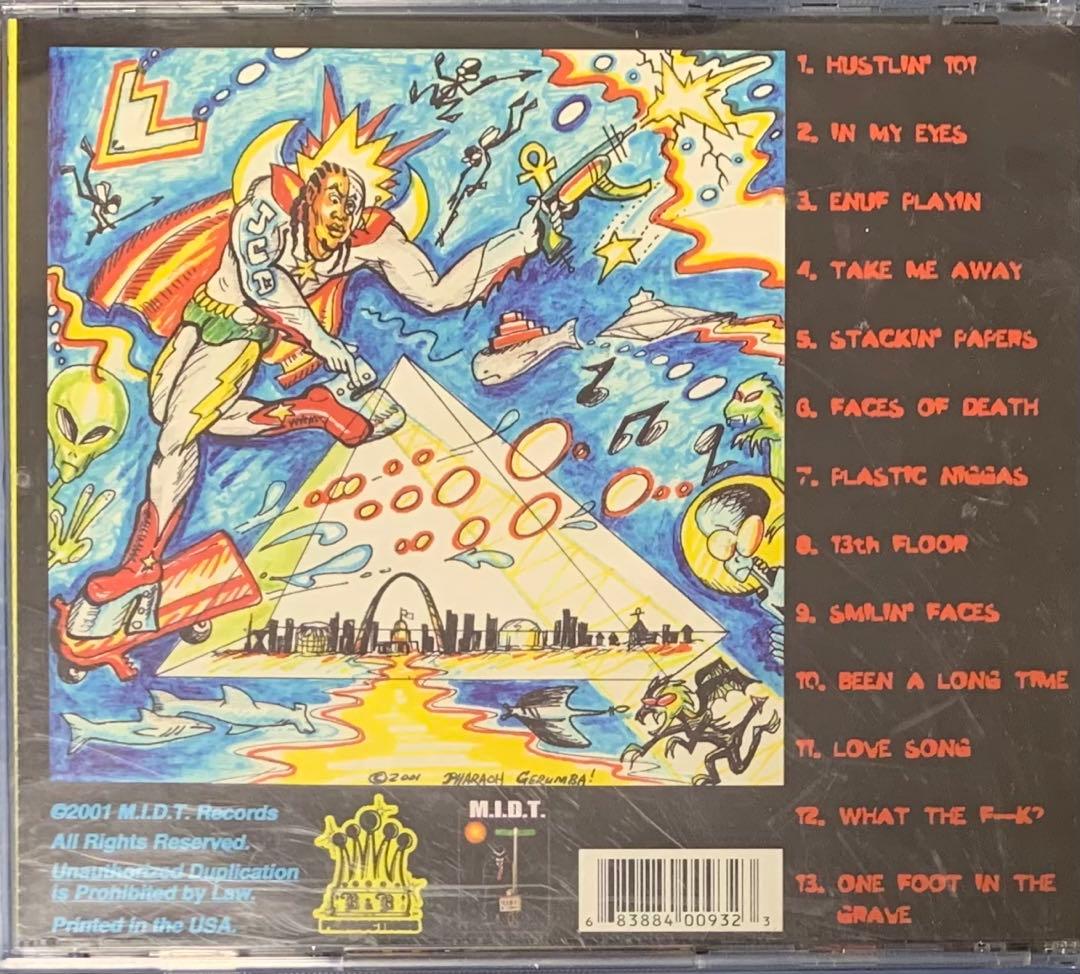 1. HUSTLIN' 101
2. IN MY EYES
3. ENUF PLAYIN
4. TAKE ME AWAY
5. STACKIN' PAPERS
6. FACES OF DEATH
7. PLASTIC NIGGAS
8. 13th FLOOR
9. SMILIN' FACES
10. BEEN A LONG TIME
11. LOVE SONG
12. WHAT THE F--K?
13. ONE FOOT IN THE
GRAVE
©2001 PHARAOH GERUMBA!
©2001 M.I.D.T. Records
All Rights Reserved.
Unauthorized Duplication
is Prohibited by Law.
Printed in the USA.
M.I.D.T.
6 83884 00932 3